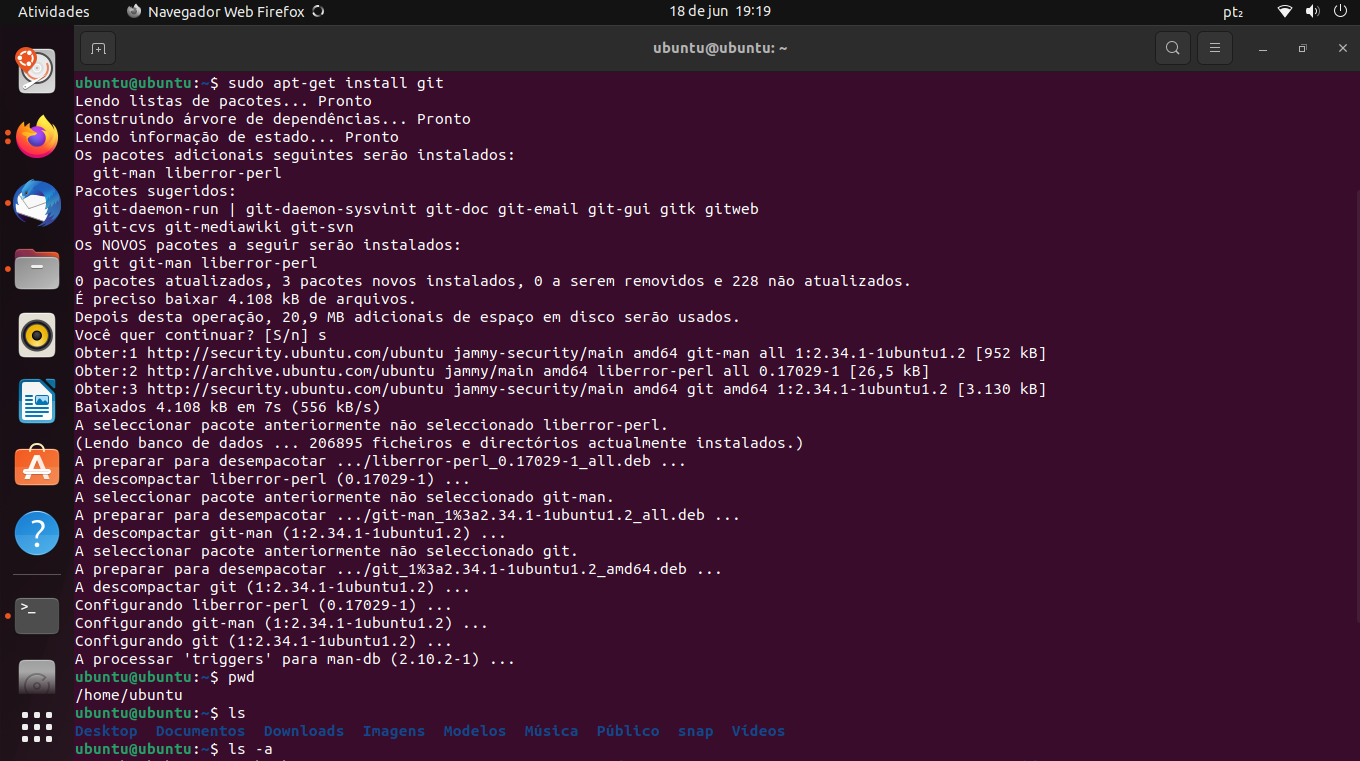 Atividades
Navegador Web Firefox
18 de jun 19:19
pt₂
ubuntu@ubuntu: ~
ubuntu@ubuntu:~$ sudo apt-get install git
Lendo listas de pacotes... Pronto
Construindo árvore de dependências... Pronto
Lendo informação de estado... Pronto
Os pacotes adicionais seguintes serão instalados:
git-man liberror-perl
Pacotes sugeridos:
git-daemon-run | git-daemon-sysvinit git-doc git-email git-gui gitk gitweb
git-cvs git-mediawiki git-svn
Os NOVOS pacotes a seguir serão instalados:
git git-man liberror-perl
0 pacotes atualizados, 3 pacotes novos instalados, 0 a serem removidos e 228 não atualizados.
É preciso baixar 4.108 kB de arquivos.
Depois desta operação, 20,9 MB adicionais de espaço em disco serão usados.
Você quer continuar? [S/n] s
Obter:1 http://security.ubuntu.com/ubuntu jammy-security/main amd64 git-man all 1:2.34.1-1ubuntu1.2 [952 kB]
Obter:2 http://archive.ubuntu.com/ubuntu jammy/main amd64 liberror-perl all 0.17029-1 [26,5 kB]
Obter:3 http://security.ubuntu.com/ubuntu jammy-security/main amd64 git amd64 1:2.34.1-1ubuntu1.2 [3.130 kB]
Baixados 4.108 kB em 7s (556 kB/s)
A seleccionar pacote anteriormente não seleccionado liberror-perl.
(Lendo banco de dados ... 206895 ficheiros e directórios actualmente instalados.)
A preparar para desempacotar .../liberror-perl_0.17029-1_all.deb ...
A descompactar liberror-perl (0.17029-1) ...
A seleccionar pacote anteriormente não seleccionado git-man.
A preparar para desempacotar .../git-man_1%3a2.34.1-1ubuntu1.2_all.deb ...
A descompactar git-man (1:2.34.1-1ubuntu1.2) ...
A seleccionar pacote anteriormente não seleccionado git.
A preparar para desempacotar .../git_1%3a2.34.1-1ubuntu1.2_amd64.deb ...
A descompactar git (1:2.34.1-1ubuntu1.2) ...
Configurando liberror-perl (0.17029-1) ...
Configurando git-man (1:2.34.1-1ubuntu1.2) ...
Configurando git (1:2.34.1-1ubuntu1.2) ...
A processar 'triggers' para man-db (2.10.2-1) ...
ubuntu@ubuntu:~$ pwd
/home/ubuntu
ubuntu@ubuntu:~$ ls
Desktop Documentos Downloads Imagens Modelos Música Público snap Vídeos
ubuntu@ubuntu:~$ ls -a